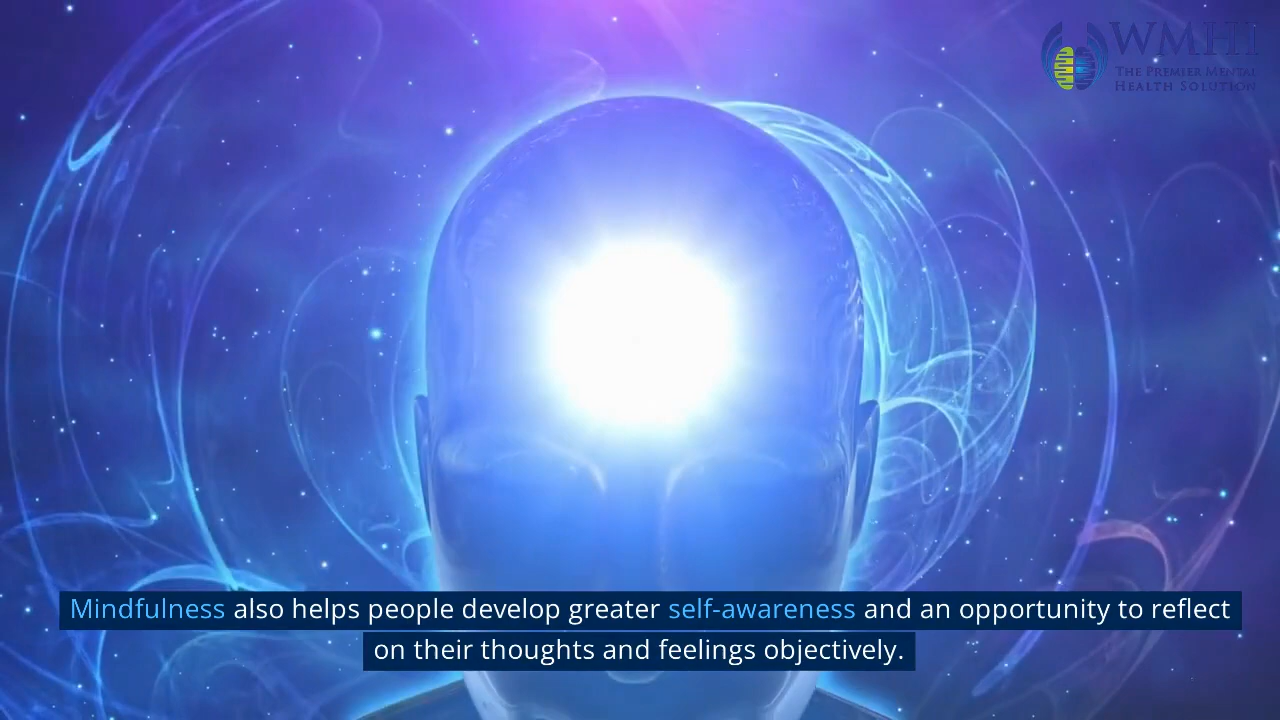 WMHI
The Premier Mental
Health Solution
Mindfulness also helps people develop greater self-awareness and an opportunity to reflect
on their thoughts and feelings objectively.